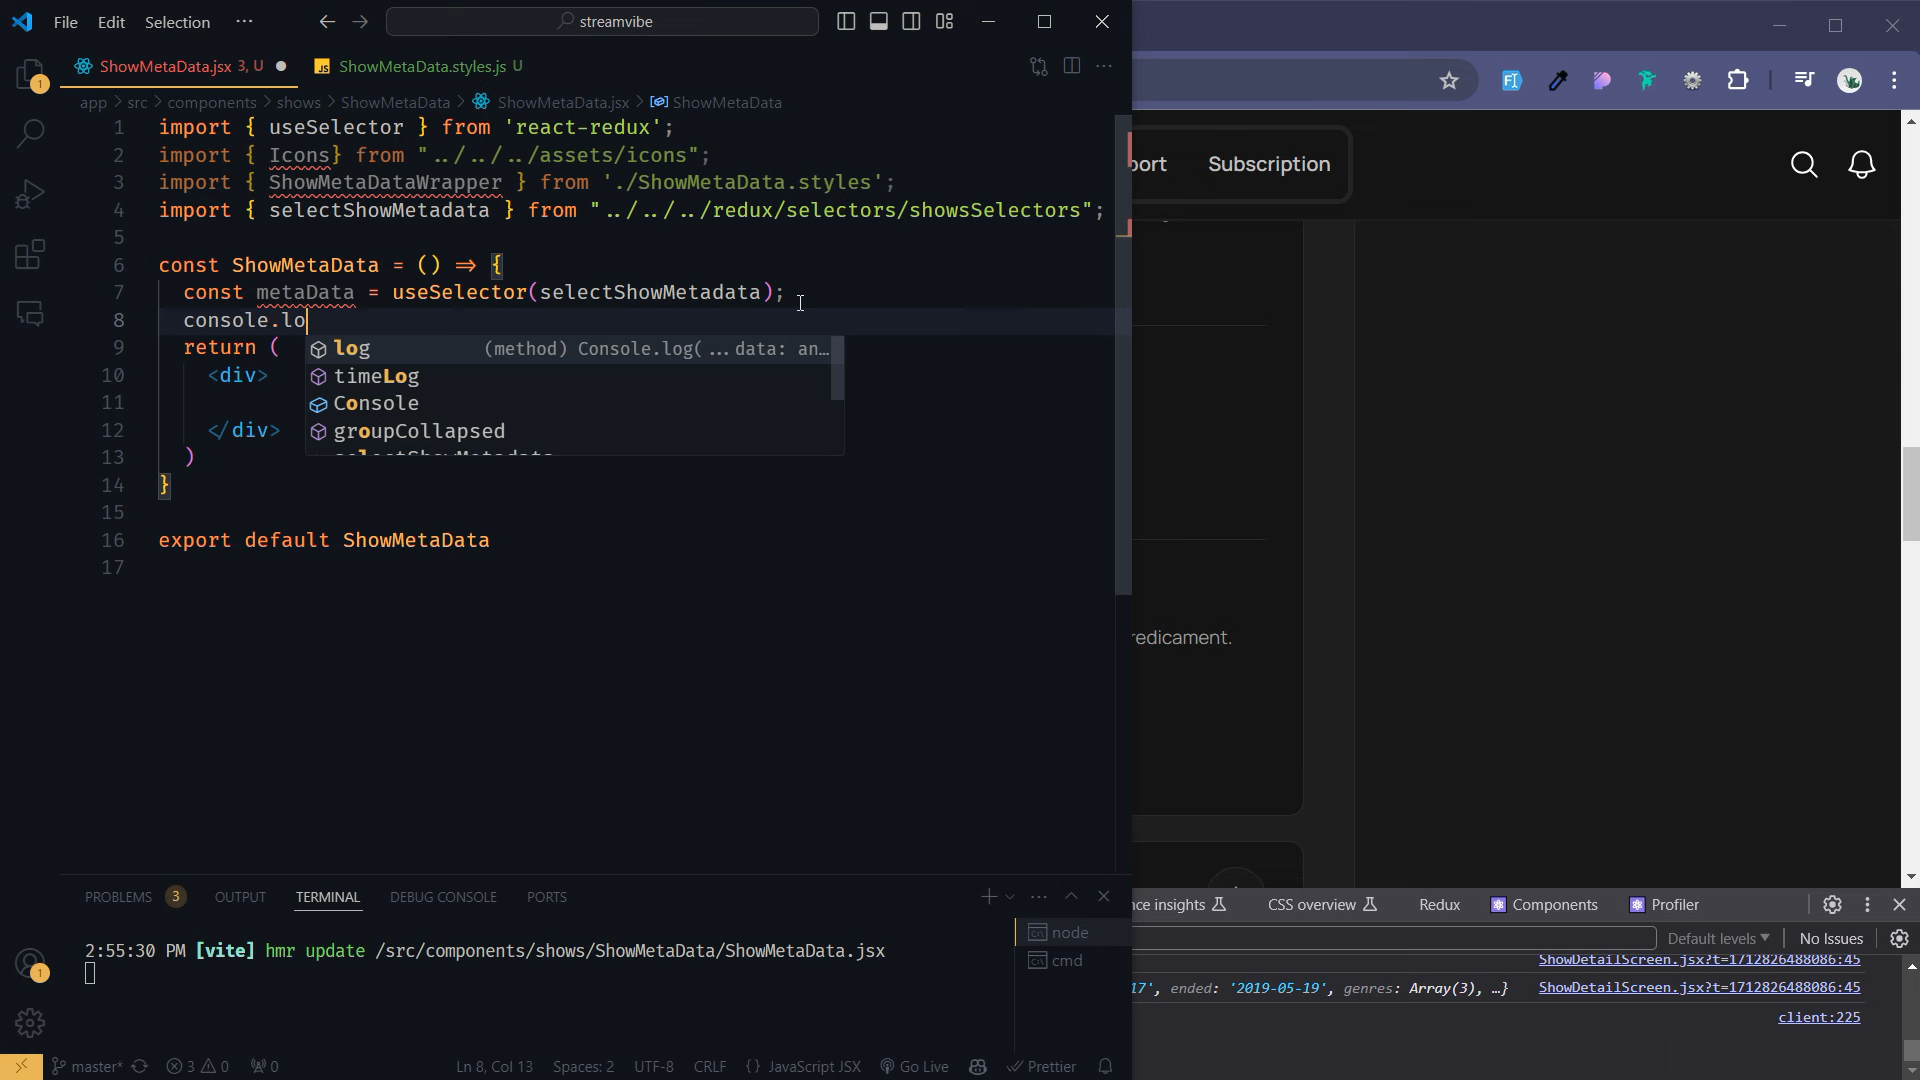 File Edit Selection ··· streamvibe
ShowMetaData.jsx 3, U ShowMetaData.styles.js U
app > src > components > shows > ShowMetaData > ShowMetaData.jsx > ShowMetaData
1 import { useSelector } from 'react-redux';
2 import { Icons} from "../../../assets/icons";
3 import { ShowMetaDataWrapper } from './ShowMetaData.styles';
4 import { selectShowMetadata } from "../../../redux/selectors/showsSelectors";
5
6 const ShowMetaData = () => {
7 const metaData = useSelector(selectShowMetadata);
8 console.lo
9 return (
log (method) Console.log(...data: an...
10 <div>
timeLog
11
Console
12 </div>
groupCollapsed
13 )
selectShowMetadata
14 }
15
16 export default ShowMetaData
17
PROBLEMS 3 OUTPUT TERMINAL DEBUG CONSOLE PORTS
2:55:30 PM [vite] hmr update /src/components/shows/ShowMetaData/ShowMetaData.jsx
node
cmd
master* 3 0 0 Ln 8, Col 13 Spaces: 2 UTF-8 CRLF {} JavaScript JSX Go Live Prettier
port Subscription
redicament.
nce insights CSS overview Redux Components Profiler
Default levels No Issues
ShowDetailScreen.jsx?t=1712826488086:45
17', ended: '2019-05-19', genres: Array(3), …} ShowDetailScreen.jsx?t=1712826488086:45
client:225